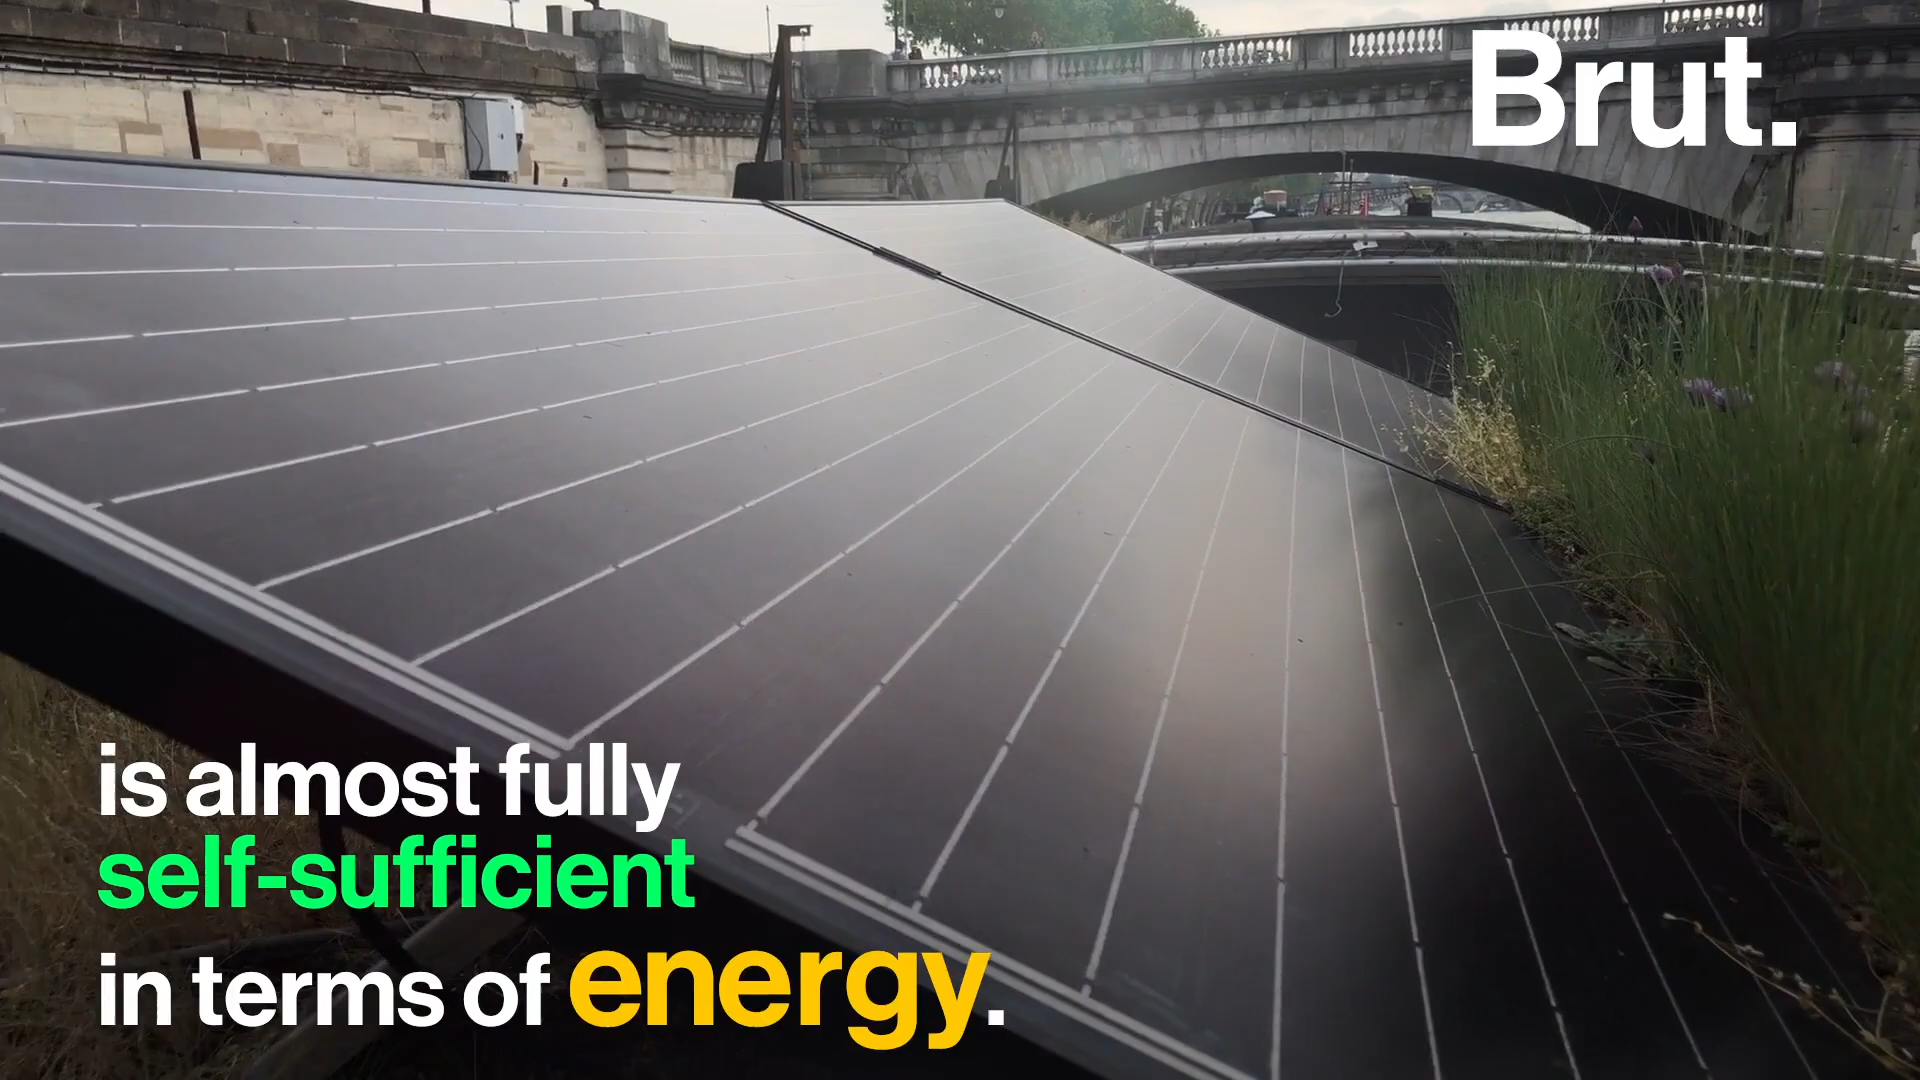 Brut.
is almost fully
self-sufficient
in terms of energy.